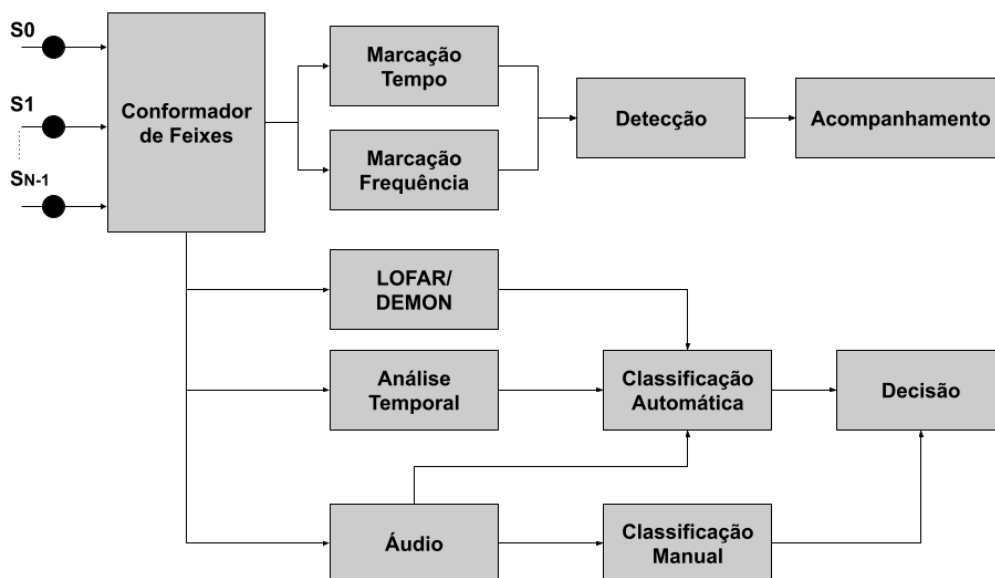 S0
S1
SN-1
Conformador
de Feixes
Marcação
Tempo
Marcação
Frequência
Detecção
Acompanhamento
LOFAR/
DEMON
Análise
Temporal
Classificação
Automática
Decisão
Áudio
Classificação
Manual